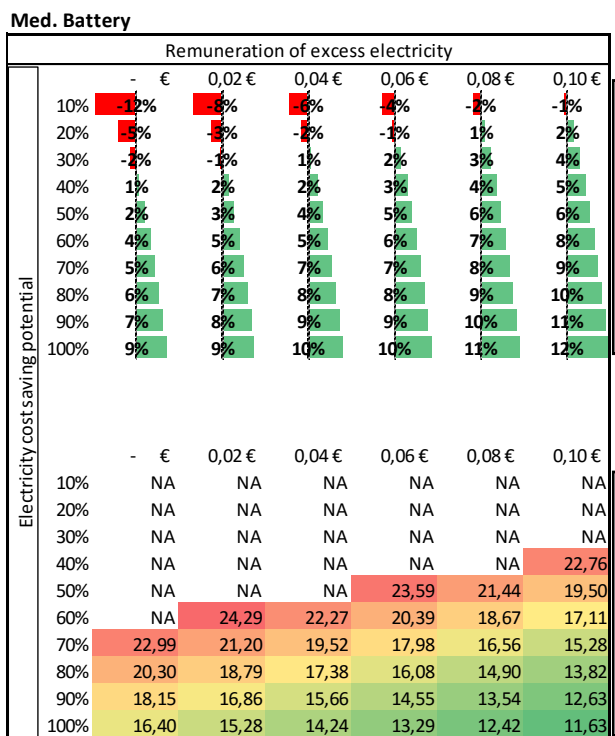 Med. Battery
Remuneration of excess electricity
Electricity cost saving potential
- € 0,02 € 0,04 € 0,06 € 0,08 € 0,10 €
10% -12% -8% -6% -4% -2% -1%
20% -5% -3% -2% -1% 1% 2%
30% -2% -1% 1% 2% 3% 4%
40% 1% 2% 2% 3% 4% 5%
50% 2% 3% 4% 5% 6% 6%
60% 4% 5% 5% 6% 7% 8%
70% 5% 6% 7% 7% 8% 9%
80% 6% 7% 8% 8% 9% 10%
90% 7% 8% 9% 9% 10% 11%
100% 9% 9% 10% 10% 11% 12%
- € 0,02 € 0,04 € 0,06 € 0,08 € 0,10 €
10% NA NA NA NA NA NA
20% NA NA NA NA NA NA
30% NA NA NA NA NA NA
40% NA NA NA NA NA 22,76
50% NA NA NA 23,59 21,44 19,50
60% NA 24,29 22,27 20,39 18,67 17,11
70% 22,99 21,20 19,52 17,98 16,56 15,28
80% 20,30 18,79 17,38 16,08 14,90 13,82
90% 18,15 16,86 15,66 14,55 13,54 12,63
100% 16,40 15,28 14,24 13,29 12,42 11,63